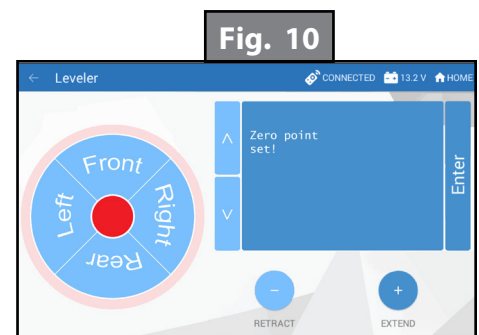 Fig. 10
← Leveler CONNECTED 13.2 V HOME
Front
Left
Right
Rear
Zero point
set!
Enter
RETRACT
EXTEND